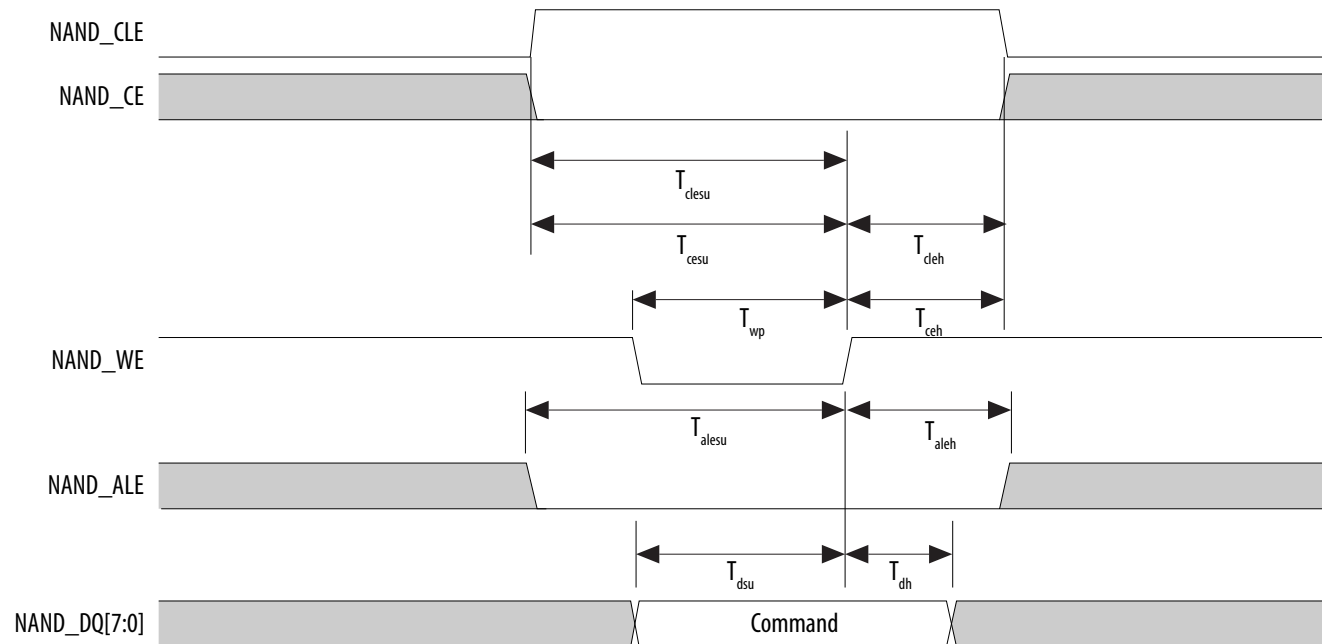 NAND_CLE
NAND_CE
T_clesu
T_cesu
T_cleh
T_wp
T_ceh
NAND_WE
T_alesu
T_aleh
NAND_ALE
T_dsu
T_dh
NAND_DQ[7:0]
Command